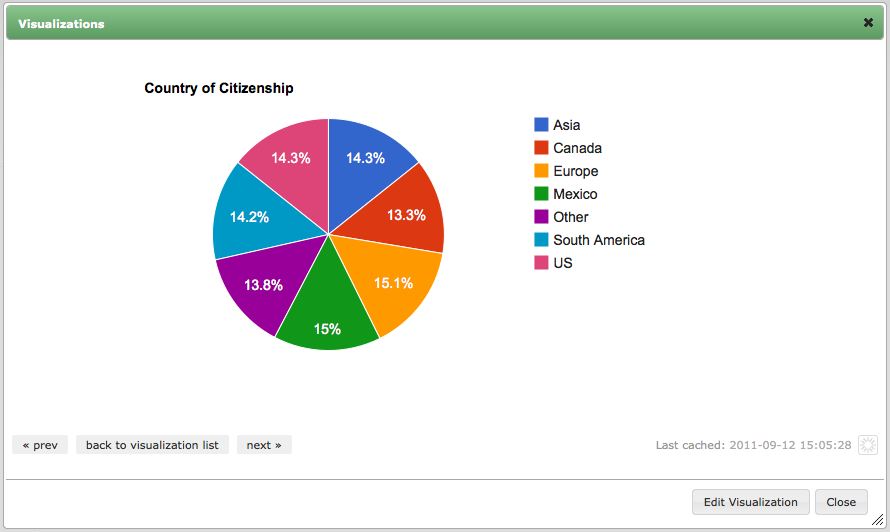 Visualizations
Country of Citizenship
14.3%
14.3%
14.2%
13.3%
13.8%
15.1%
15%
Asia
Canada
Europe
Mexico
Other
South America
US
« prev back to visualization list next » Last cached: 2011-09-12 15:05:28
Edit Visualization Close